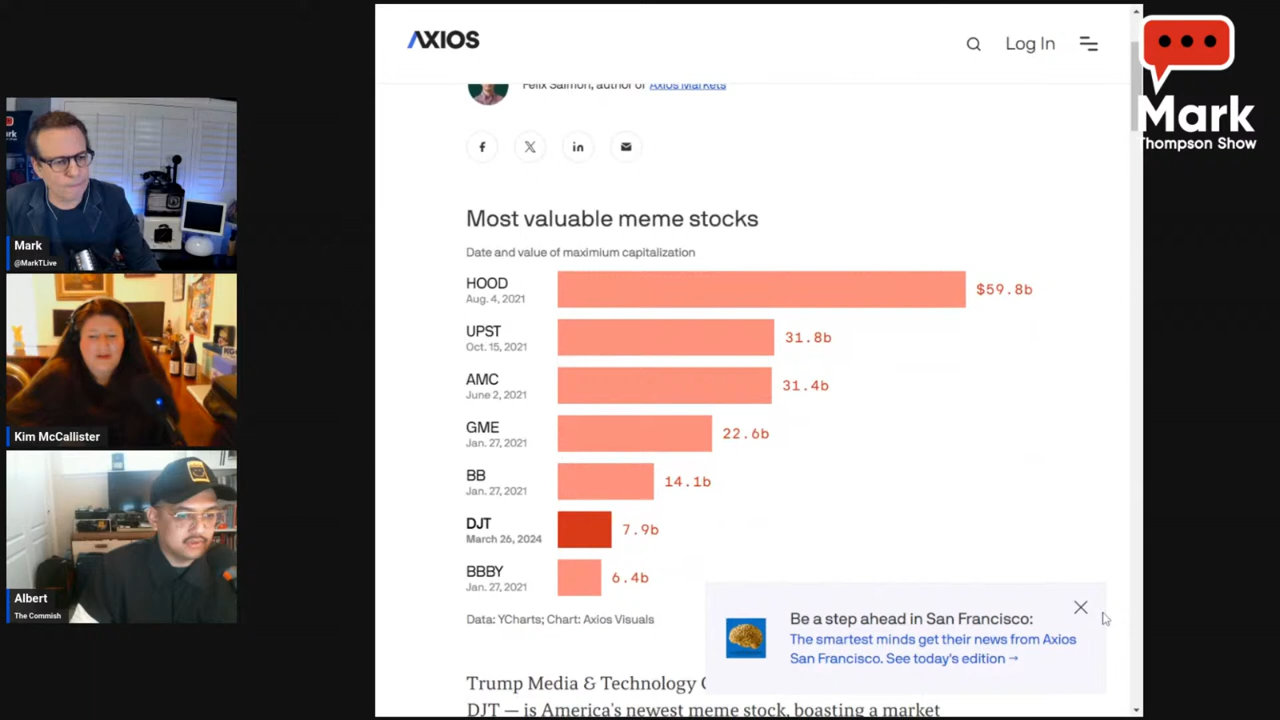 AXIOS
Log In
Mark
Thompson Show
Felix Salmon, author of Axios Markets
Most valuable meme stocks
Date and value of maximium capitalization
HOOD
Aug. 4, 2021
$59.8b
UPST
Oct. 15, 2021
31.8b
AMC
June 2, 2021
31.4b
GME
Jan. 27, 2021
22.6b
BB
Jan. 27, 2021
14.1b
DJT
March 26, 2024
7.9b
BBBY
Jan. 27, 2021
6.4b
Data: YCharts; Chart: Axios Visuals
Be a step ahead in San Francisco:
The smartest minds get their news from Axios
San Francisco. See today's edition →
Trump Media & Technology
DJT — is America's newest meme stock, boasting a market
Mark
@MarkTLive
Kim McCallister
Albert
The Commish